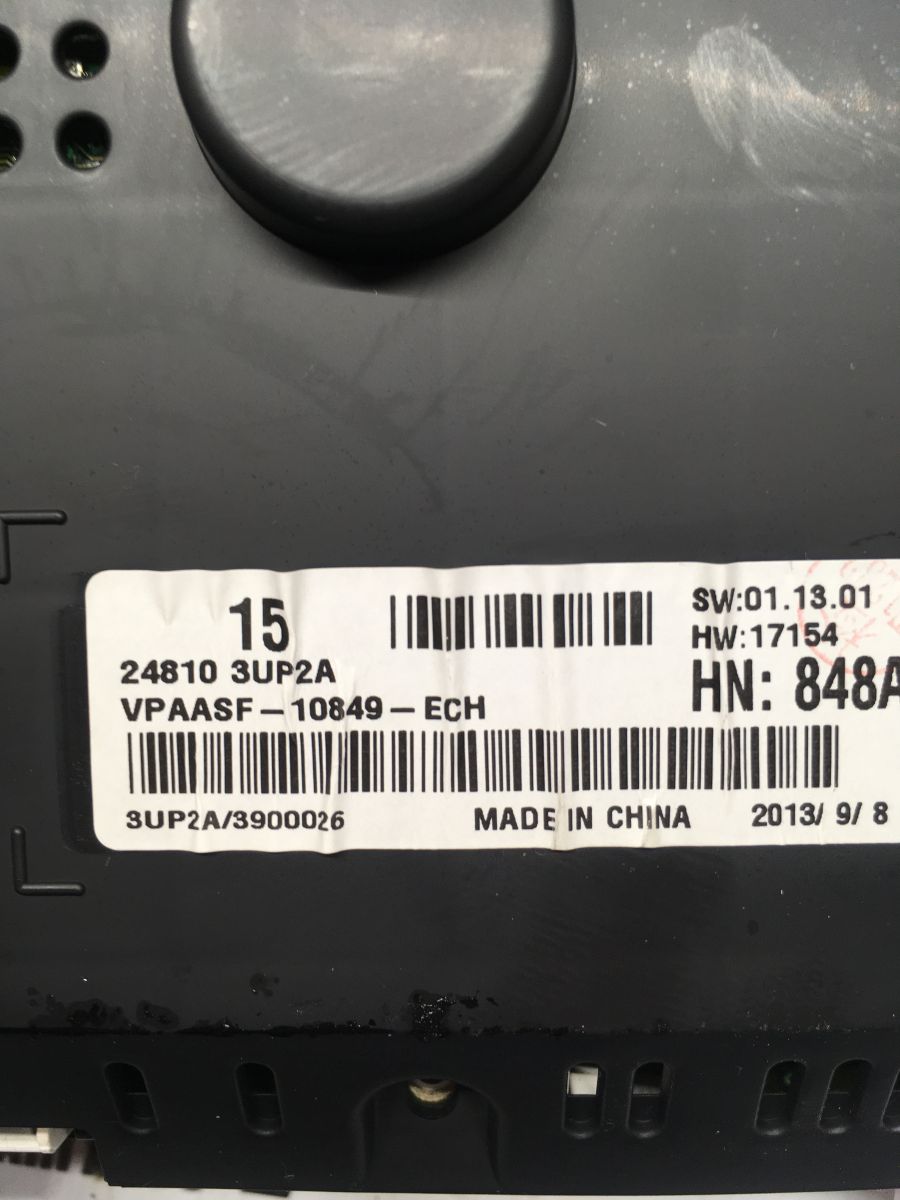 15
SW:01.13.01
HW:17154
24810 3UP2A
HN: 848A
VPAASF-10849-ECH
3UP2A/3900026
MADE IN CHINA
2013/ 9/ 8